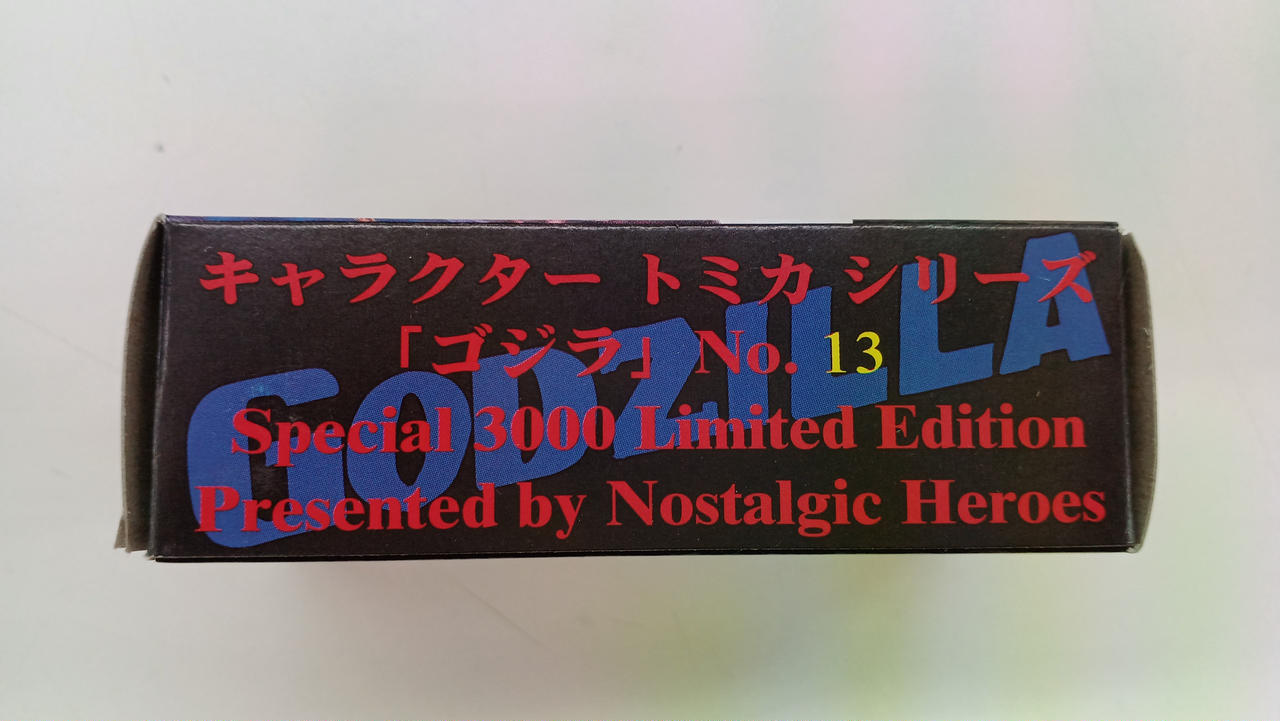 キャラクター トミカ シリーズ
「ゴジラ」 No. 13
Special 3000 Limited Edition
Presented by Nostalgic Heroes
GODZILLA